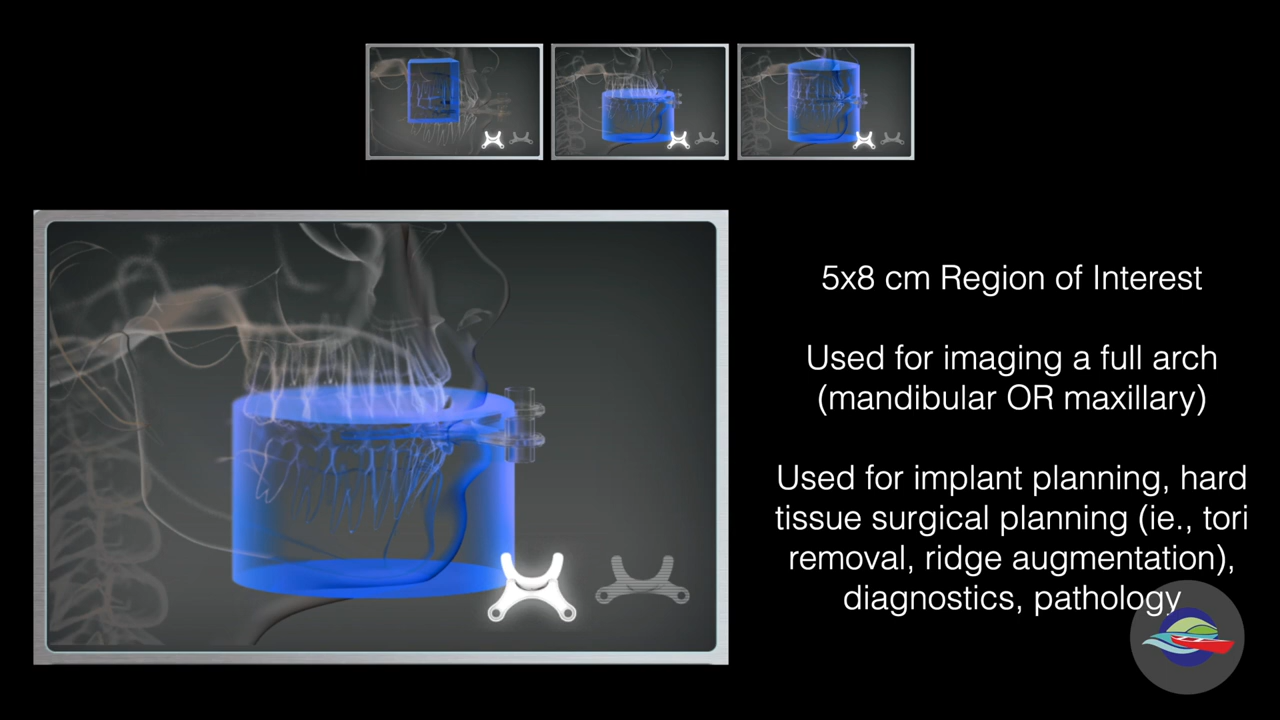 5x8 cm Region of Interest
Used for imaging a full arch
(mandibular OR maxillary)
Used for implant planning, hard
tissue surgical planning (ie., tori
removal, ridge augmentation),
diagnostics, pathology